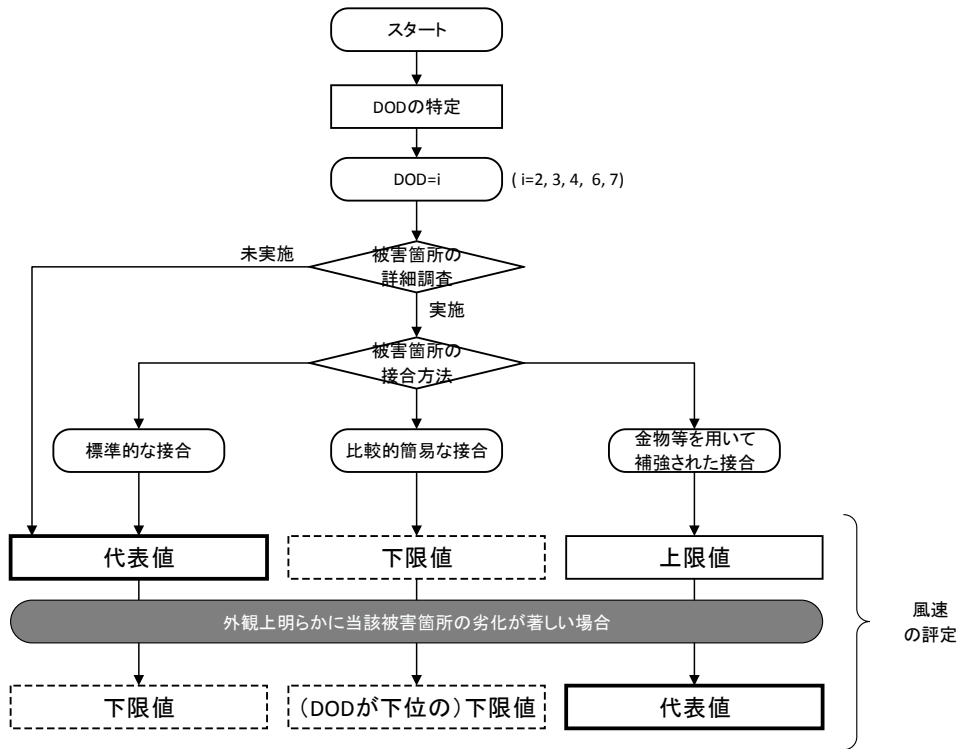 スタート
DODの特定
DOD=i
( i=2, 3, 4, 6, 7)
未実施
被害箇所の
詳細調査
実施
被害箇所の
接合方法
標準的な接合
比較的簡易な接合
金物等を用いて
補強された接合
代表値
下限値
上限値
外観上明らかに当該被害箇所の劣化が著しい場合
風速
の評定
下限値
（DODが下位の）下限値
代表値